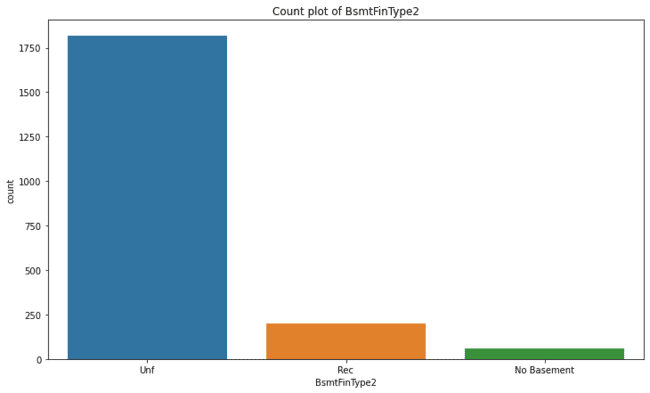 Count plot of BsmtFinType2
1750
1500
1250
1000
750
500
250
0
count
Unf Rec No Basement
BsmtFinType2